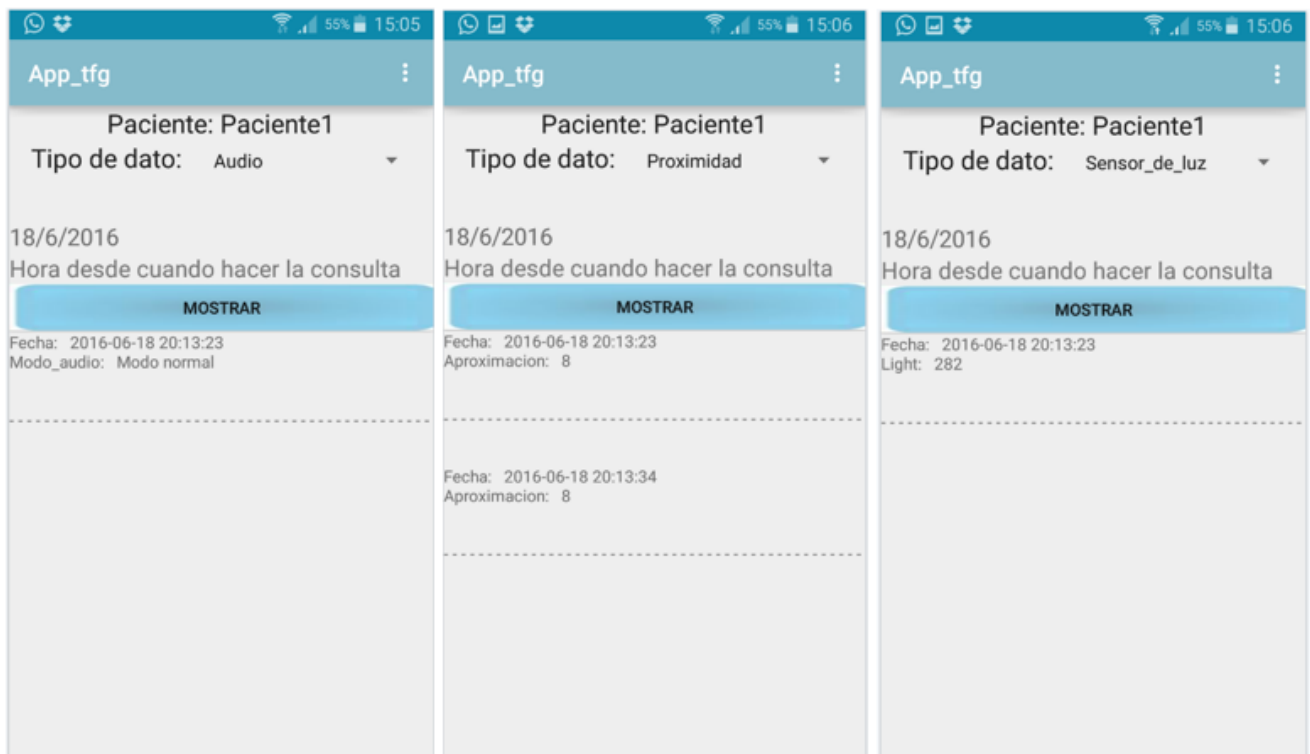 55% 15:05
App_tfg
Paciente: Paciente1
Tipo de dato: Audio
18/6/2016
Hora desde cuando hacer la consulta
MOSTRAR
Fecha: 2016-06-18 20:13:23
Modo_audio: Modo normal
55% 15:06
App_tfg
Paciente: Paciente1
Tipo de dato: Proximidad
18/6/2016
Hora desde cuando hacer la consulta
MOSTRAR
Fecha: 2016-06-18 20:13:23
Aproximacion: 8
Fecha: 2016-06-18 20:13:34
Aproximacion: 8
55% 15:06
App_tfg
Paciente: Paciente1
Tipo de dato: Sensor_de_luz
18/6/2016
Hora desde cuando hacer la consulta
MOSTRAR
Fecha: 2016-06-18 20:13:23
Light: 282